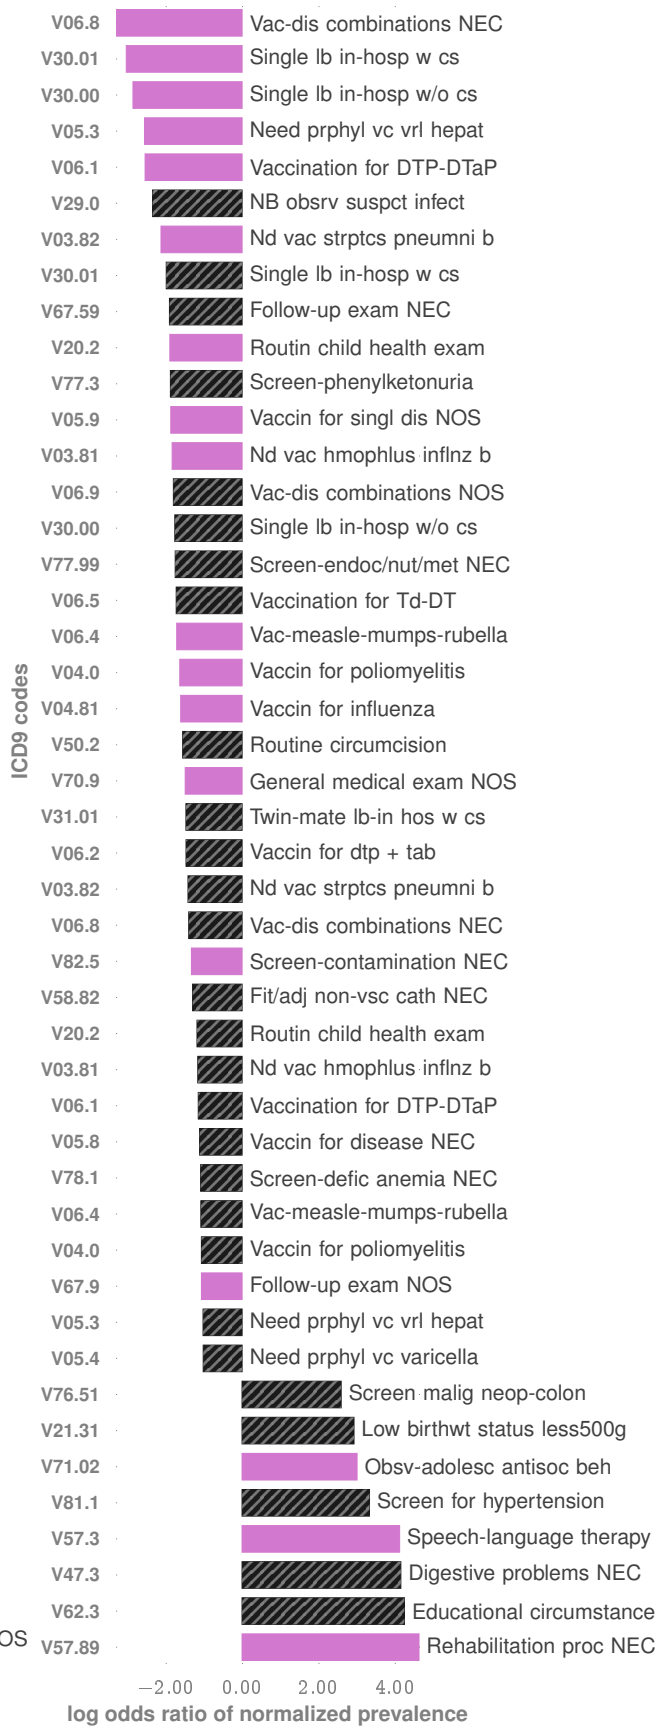 V06.8 Vac-dis combinations NEC
V30.01 Single lb in-hosp w cs
V30.00 Single lb in-hosp w/o cs
V05.3 Need prphyl vc vrl hepat
V06.1 Vaccination for DTP-DTaP
V29.0 NB obsrv suspct infect
V03.82 Nd vac strptcs pneumni b
V30.01 Single lb in-hosp w cs
V67.59 Follow-up exam NEC
V20.2 Routin child health exam
V77.3 Screen-phenylketonuria
V05.9 Vaccin for singl dis NOS
V03.81 Nd vac hmophlus inflnz b
V06.9 Vac-dis combinations NOS
V30.00 Single lb in-hosp w/o cs
V77.99 Screen-endoc/nut/met NEC
V06.5 Vaccination for Td-DT
V06.4 Vac-measle-mumps-rubella
V04.0 Vaccin for poliomyelitis
V04.81 Vaccin for influenza
V50.2 Routine circumcision
V70.9 General medical exam NOS
V31.01 Twin-mate lb-in hos w cs
V06.2 Vaccin for dtp + tab
V03.82 Nd vac strptcs pneumni b
V06.8 Vac-dis combinations NEC
V82.5 Screen-contamination NEC
V58.82 Fit/adj non-vsc cath NEC
V20.2 Routin child health exam
V03.81 Nd vac hmophlus inflnz b
V06.1 Vaccination for DTP-DTaP
V05.8 Vaccin for disease NEC
V78.1 Screen-defic anemia NEC
V06.4 Vac-measle-mumps-rubella
V04.0 Vaccin for poliomyelitis
V67.9 Follow-up exam NOS
V05.3 Need prphyl vc vrl hepat
V05.4 Need prphyl vc varicella
V76.51 Screen malig neop-colon
V21.31 Low birthwt status less500g
V71.02 Obsv-adolesc antisoc beh
V81.1 Screen for hypertension
V57.3 Speech-language therapy
V47.3 Digestive problems NEC
V62.3 Educational circumstance
V57.89 Rehabilitation proc NEC
OS
ICD9 codes
−2.00 0.00 2.00 4.00
log odds ratio of normalized prevalence